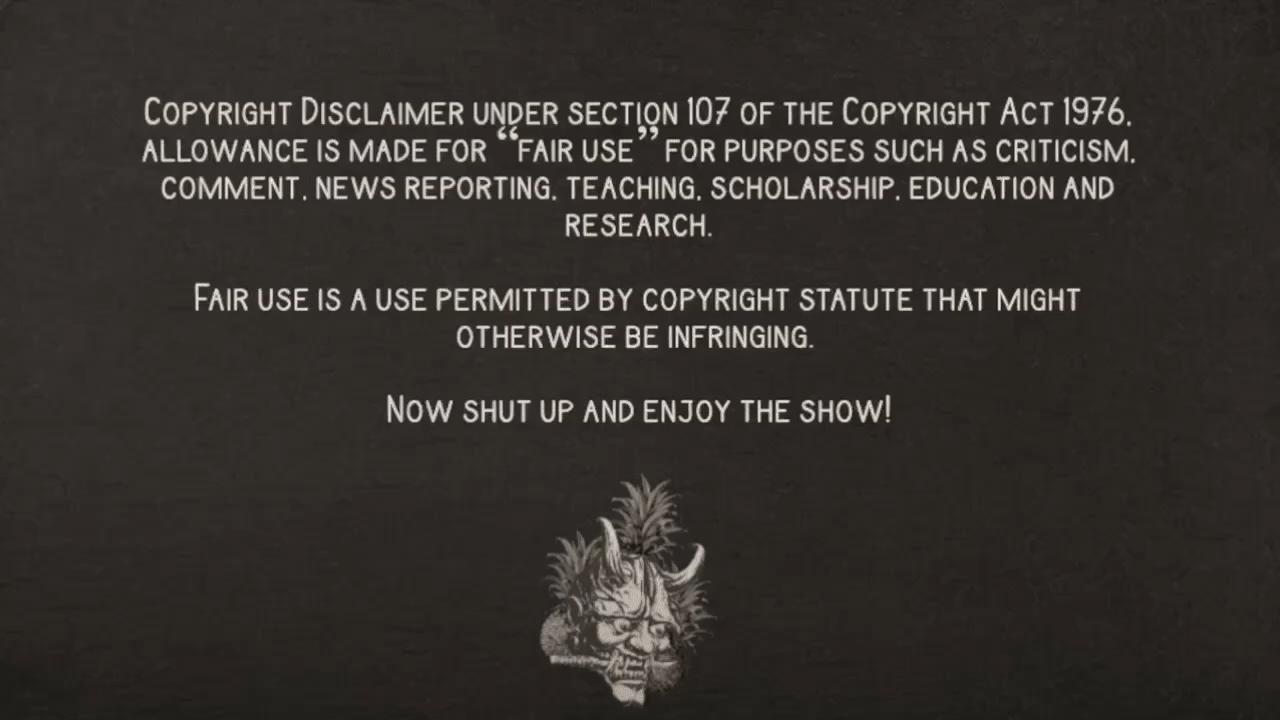 Copyright Disclaimer under section 107 of the Copyright Act 1976,
allowance is made for “fair use” for purposes such as criticism,
comment, news reporting, teaching, scholarship, education and
research.
Fair use is a use permitted by copyright statute that might
otherwise be infringing.
Now shut up and enjoy the show!